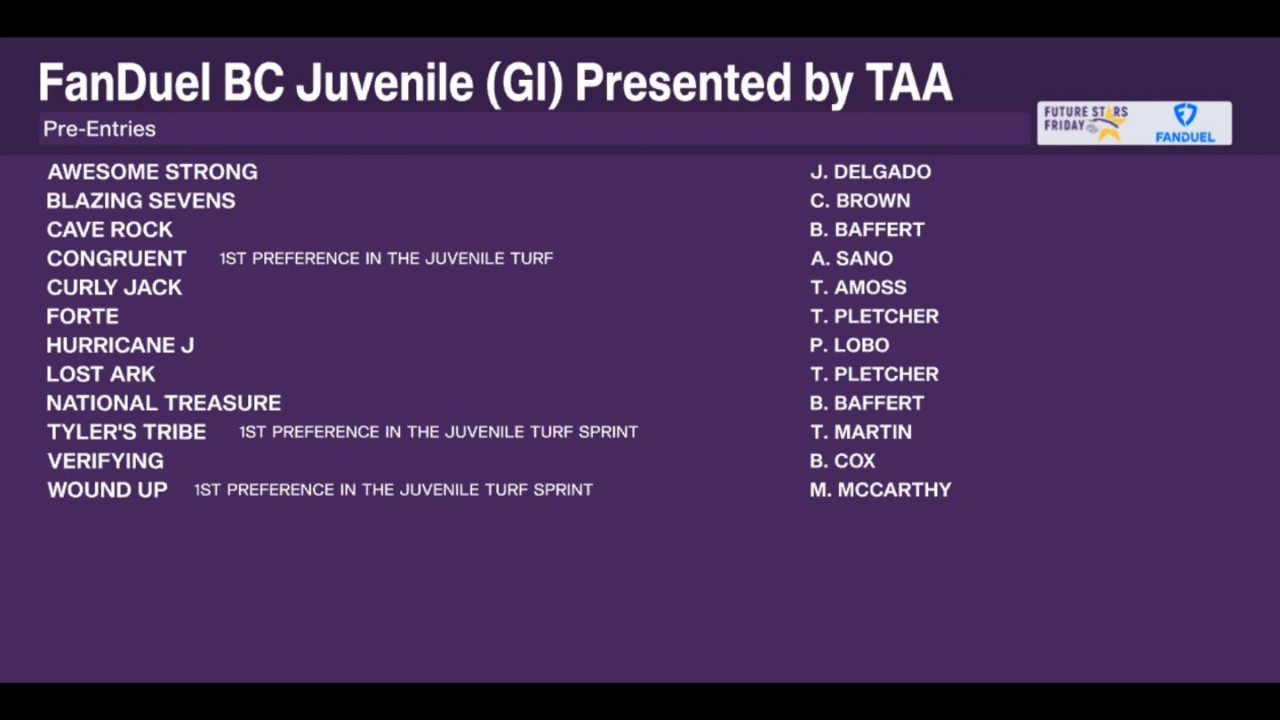 FanDuel BC Juvenile (GI) Presented by TAA
Pre-Entries
FUTURE STARS
FRIDAY
FANDUEL
AWESOME STRONG J. DELGADO
BLAZING SEVENS C. BROWN
CAVE ROCK B. BAFFERT
CONGRUENT 1ST PREFERENCE IN THE JUVENILE TURF A. SANO
CURLY JACK T. AMOSS
FORTE T. PLETCHER
HURRICANE J P. LOBO
LOST ARK T. PLETCHER
NATIONAL TREASURE B. BAFFERT
TYLER'S TRIBE 1ST PREFERENCE IN THE JUVENILE TURF SPRINT T. MARTIN
VERIFYING B. COX
WOUND UP 1ST PREFERENCE IN THE JUVENILE TURF SPRINT M. MCCARTHY